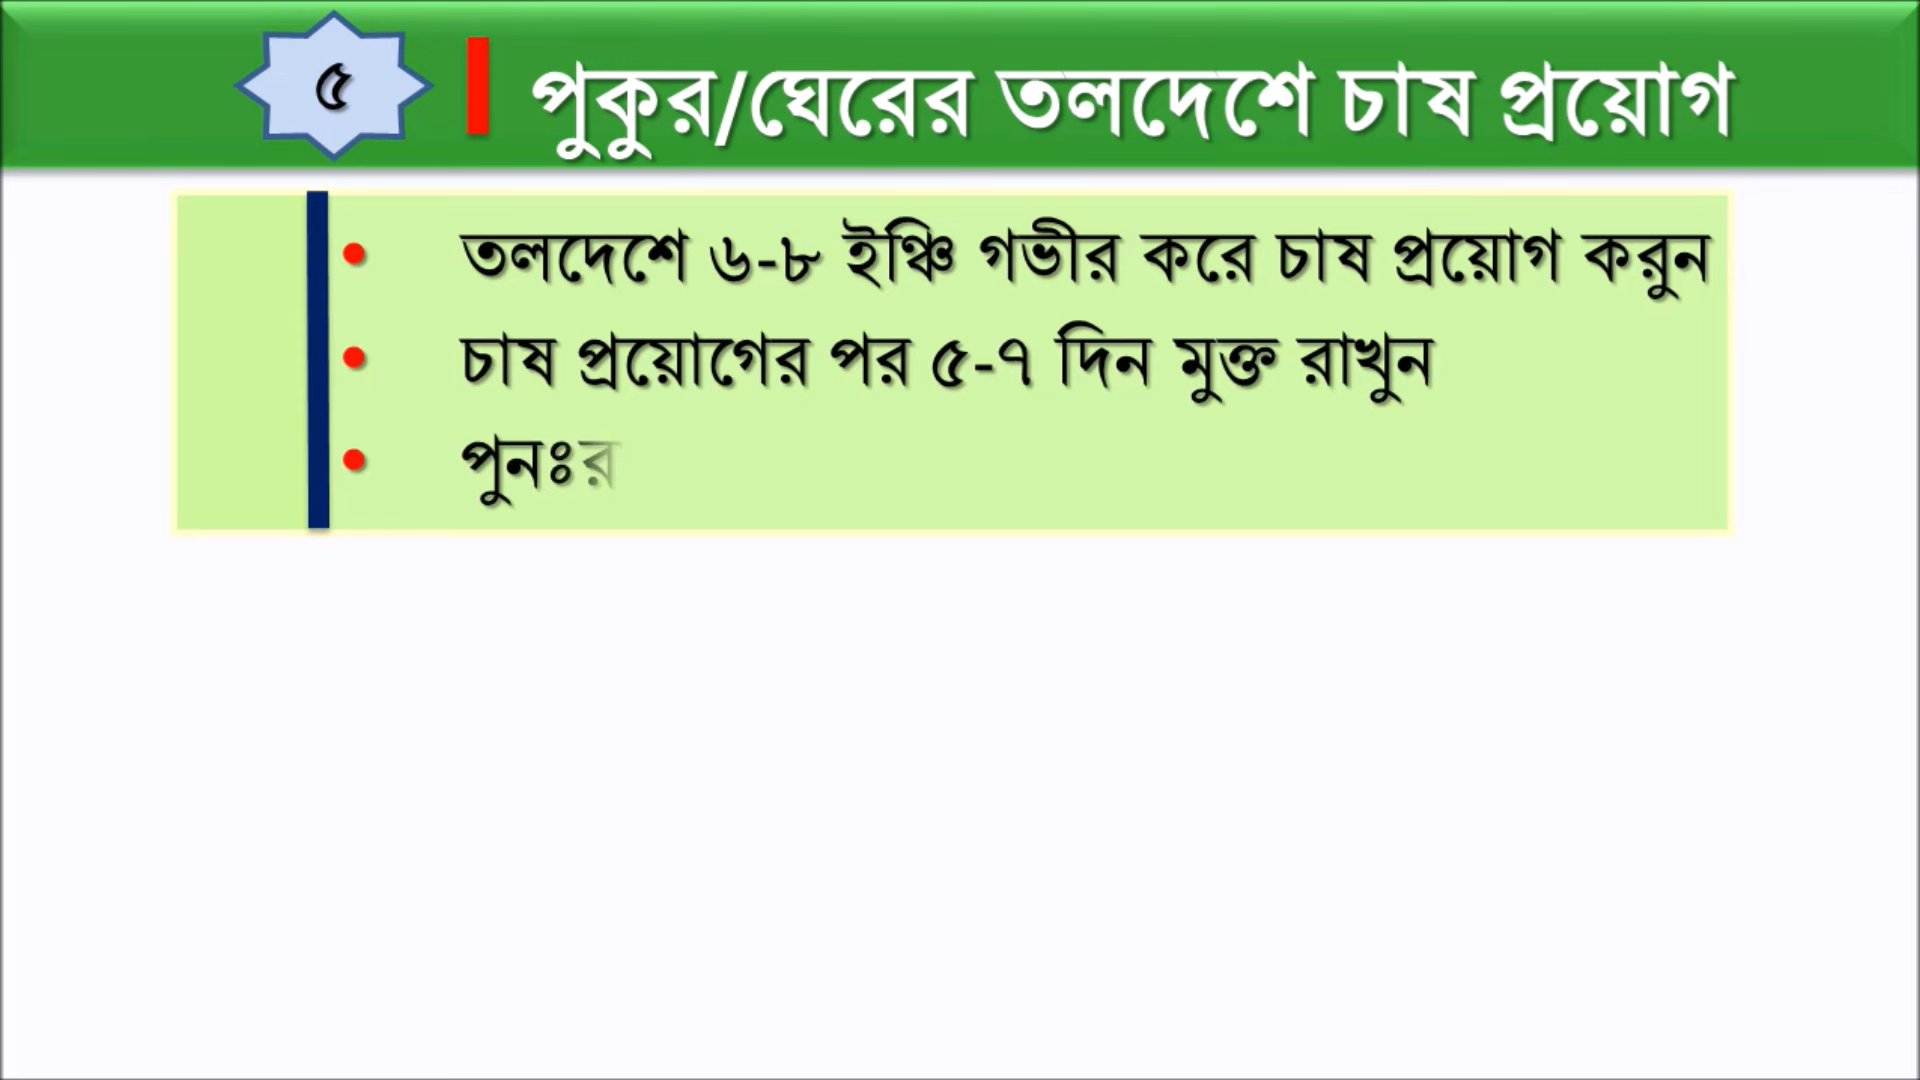 ৫
পুকুর/ঘেরের তলদেশে চাষ প্রয়োগ
তলদেশে ৬-৮ ইঞ্চি গভীর করে চাষ প্রয়োগ করুন
চাষ প্রয়োগের পর ৫-৭ দিন মুক্ত রাখুন
পুনঃর